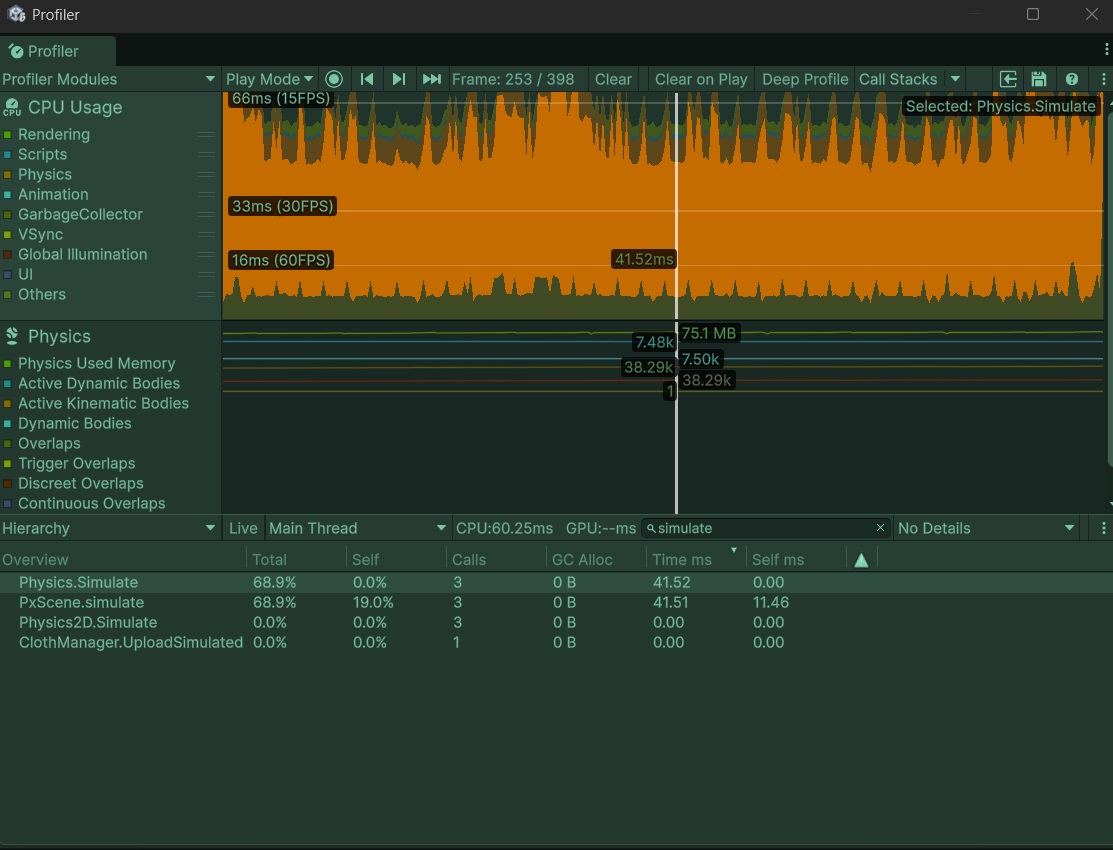 Profiler
Profiler
Profiler Modules Play Mode Frame: 253 / 398 Clear Clear on Play Deep Profile Call Stacks
CPU Usage
CPU
Rendering
Scripts
Physics
Animation
GarbageCollector
VSync
Global Illumination
UI
Others
66ms (15FPS)
Selected: Physics.Simulate
33ms (30FPS)
16ms (60FPS)
41.52ms
Physics
Physics Used Memory
Active Dynamic Bodies
Active Kinematic Bodies
Dynamic Bodies
Overlaps
Trigger Overlaps
Discreet Overlaps
Continuous Overlaps
75.1 MB
7.48k
7.50k
38.29k
38.29k
1
Hierarchy Live Main Thread CPU:60.25ms GPU:--ms simulate No Details
Overview Total Self Calls GC Alloc Time ms Self ms
Physics.Simulate 68.9% 0.0% 3 0 B 41.52 0.00
PxScene.simulate 68.9% 19.0% 3 0 B 41.51 11.46
Physics2D.Simulate 0.0% 0.0% 3 0 B 0.00 0.00
ClothManager.UploadSimulated 0.0% 0.0% 1 0 B 0.00 0.00